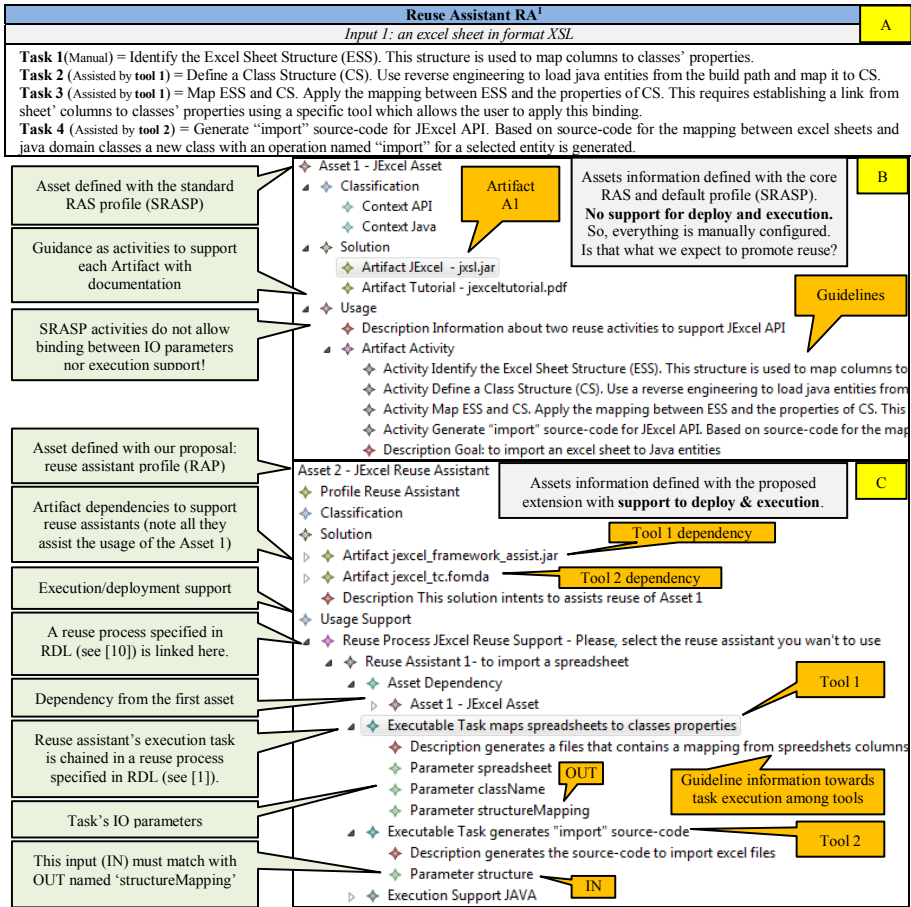 Reuse Assistant RA1
A
Input 1: an excel sheet in format XSL
Task 1(Manual) = Identify the Excel Sheet Structure (ESS). This structure is used to map columns to classes' properties.
Task 2 (Assisted by tool 1) = Define a Class Structure (CS). Use reverse engineering to load java entities from the build path and map it to CS.
Task 3 (Assisted by tool 1) = Map ESS and CS. Apply the mapping between ESS and the properties of CS. This requires establishing a link from
sheet' columns to classes' properties using a specific tool which allows the user to apply this binding.
Task 4 (Assisted by tool 2) = Generate "import" source-code for JExcel API. Based on source-code for the mapping between excel sheets and
java domain classes a new class with an operation named "import" for a selected entity is generated.
Asset defined with the standard
RAS profile (SRASP)
Guidance as activities to support
each Artifact with
documentation
SRASP activities do not allow
binding between IO parameters
nor execution support!
Asset 1 - JExcel Asset
Classification
Context API
Context Java
Solution
Artifact JExcel - jxsl.jar
Artifact Tutorial - jexceltutorial.pdf
Usage
Description Information about two reuse activities to support JExcel API
Artifact Activity
Activity Identify the Excel Sheet Structure (ESS). This structure is used to map columns to
Activity Define a Class Structure (CS). Use a reverse engineering to load java entities from
Activity Map ESS and CS. Apply the mapping between ESS and the properties of CS. This
Activity Generate "import" source-code for JExcel API. Based on source-code for the map
Description Goal: to import an excel sheet to Java entities
Artifact
A1
Assets information defined with the core
RAS and default profile (SRASP).
No support for deploy and execution.
So, everything is manually configured.
Is that what we expect to promote reuse?
B
Guidelines
Asset defined with our proposal:
reuse assistant profile (RAP)
Artifact dependencies to support
reuse assistants (note all they
assist the usage of the Asset 1)
Execution/deployment support
A reuse process specified in
RDL (see [10]) is linked here.
Dependency from the first asset
Reuse assistant's execution task
is chained in a reuse process
specified in RDL (see [1]).
Task's IO parameters
This input (IN) must match with
OUT named 'structureMapping'
Asset 2 - JExcel Reuse Assistant
Profile Reuse Assistant
Classification
Solution
Artifact jexcel_framework_assist.jar
Artifact jexcel_tc.fomda
Description This solution intents to assists reuse of Asset 1
Usage Support
Reuse Process JExcel Reuse Support - Please, select the reuse assistant you wan't to use
Reuse Assistant 1- to import a spreadsheet
Asset Dependency
Asset 1 - JExcel Asset
Executable Task maps spreadsheets to classes properties
Description generates a files that contains a mapping from spreedshets columns
Parameter spreadsheet
Parameter className
Parameter structureMapping
Executable Task generates "import" source-code
Description generates the source-code to import excel files
Parameter structure
Execution Support JAVA
Assets information defined with the proposed
extension with support to deploy & execution.
C
Tool 1 dependency
Tool 2 dependency
Tool 1
OUT
Guideline information towards
task execution among tools
Tool 2
IN